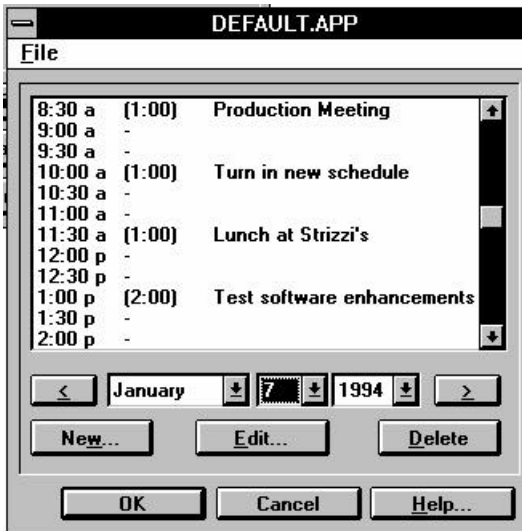 DEFAULT.APP
File
8:30 a (1:00) Production Meeting
9:00 a -
9:30 a -
10:00 a (1:00) Turn in new schedule
10:30 a -
11:00 a -
11:30 a (1:00) Lunch at Strizzi's
12:00 p -
12:30 p -
1:00 p (2:00) Test software enhancements
1:30 p -
2:00 p -
< January 7 1994 >
New... Edit... Delete
OK Cancel Help...